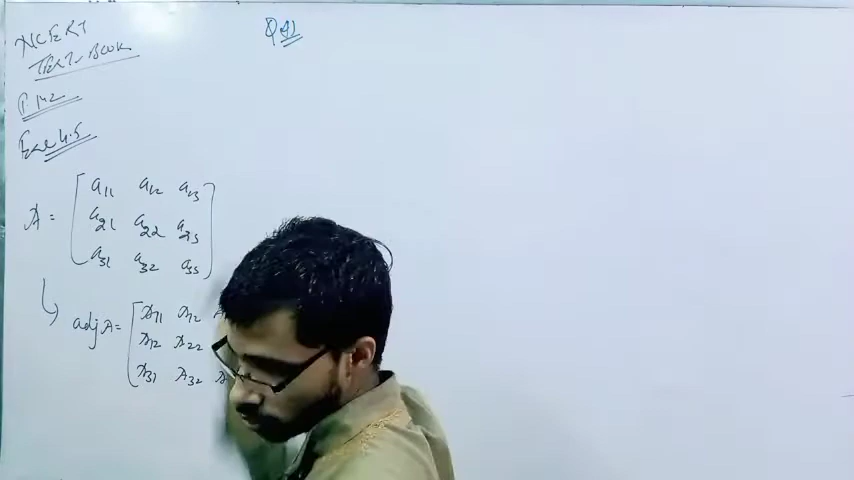 NCERT
TEXT-BOOK
P 142
Exe 4.5
Q 01
A = [ a11 a12 a13
a21 a22 a23
a31 a32 a33 ]
adj A = [ A11 A12 A
A12 A22
A31 A32 A